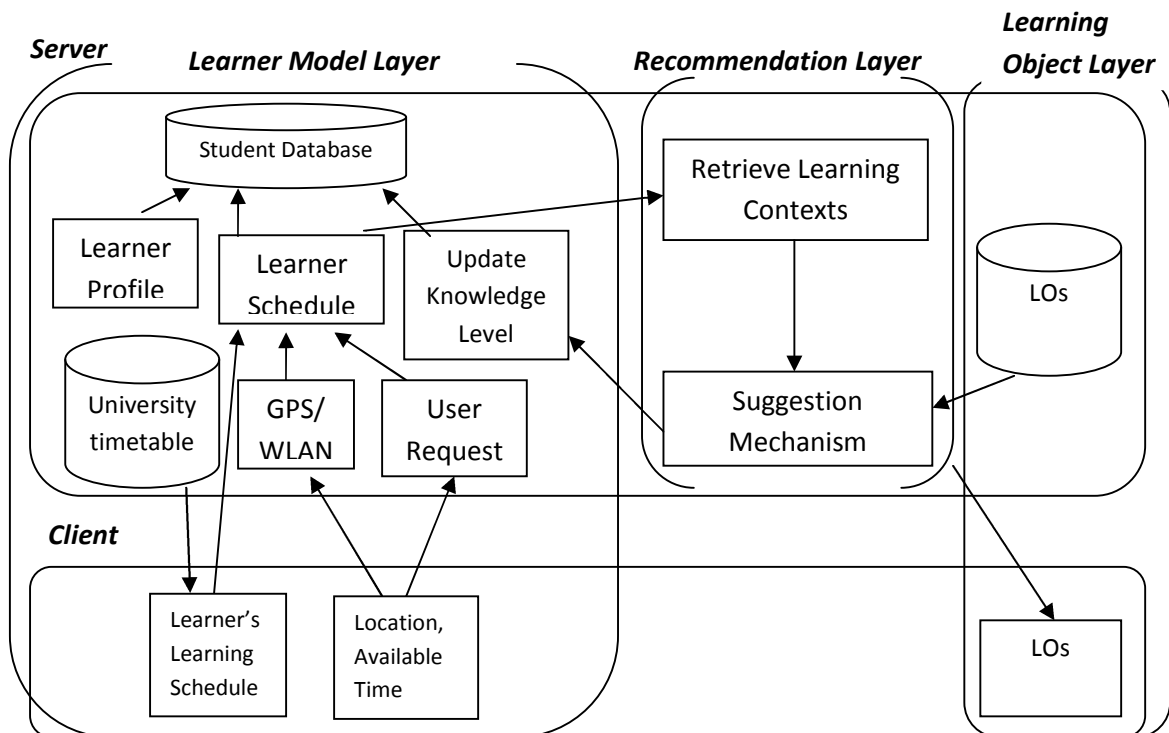 Server
Learner Model Layer
Recommendation Layer
Learning
Object Layer
Student Database
Retrieve Learning
Contexts
Learner
Profile
Learner
Schedule
Update
Knowledge
Level
LOs
University
timetable
GPS/
WLAN
User
Request
Suggestion
Mechanism
Client
Learner’s
Learning
Schedule
Location,
Available
Time
LOs